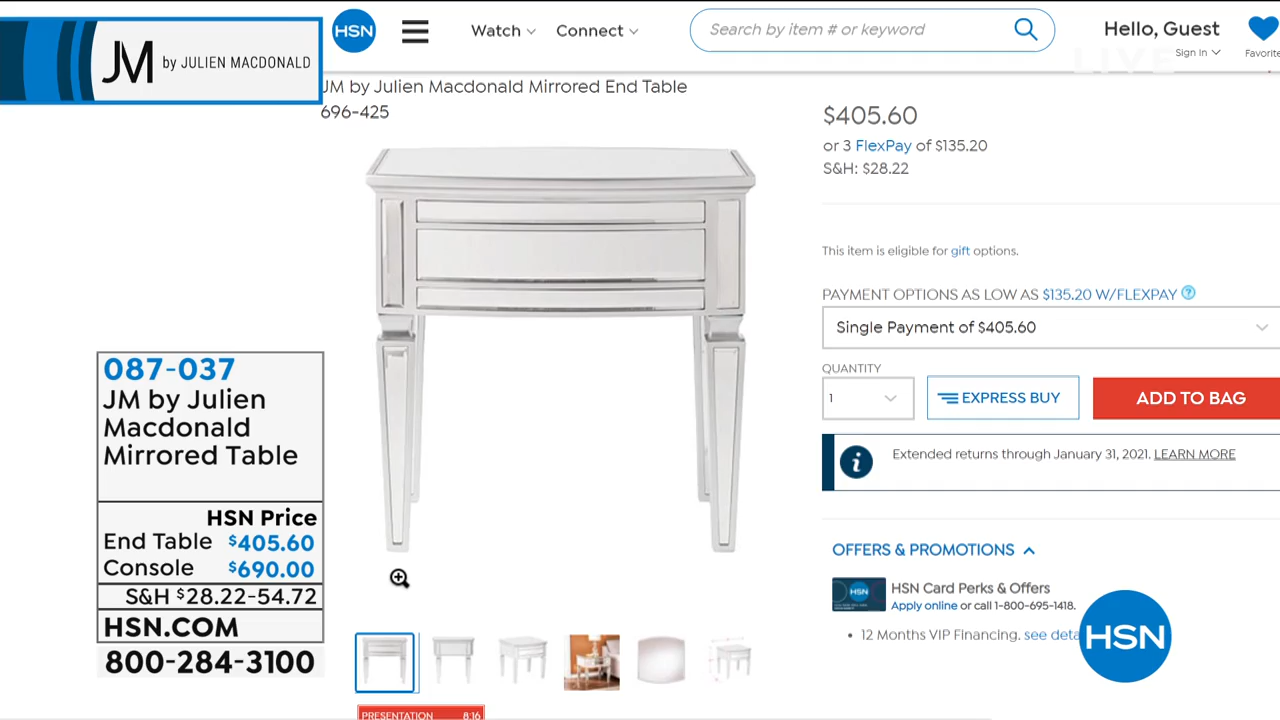 JM by JULIEN MACDONALD
HSN
Watch
Connect
Search by item # or keyword
Hello, Guest
Sign In
Favorite
LIVE
JM by Julien Macdonald Mirrored End Table
696-425
$405.60
or 3 FlexPay of $135.20
S&H: $28.22
This item is eligible for gift options.
PAYMENT OPTIONS AS LOW AS $135.20 W/FLEXPAY ?
Single Payment of $405.60
QUANTITY
1
EXPRESS BUY
ADD TO BAG
i
Extended returns through January 31, 2021. LEARN MORE
OFFERS & PROMOTIONS
HSN
HSN Card Perks & Offers
Apply online or call 1-800-695-1418.
• 12 Months VIP Financing. see deta
HSN
087-037
JM by Julien
Macdonald
Mirrored Table
HSN Price
End Table $405.60
Console $690.00
S&H $28.22-54.72
HSN.COM
800-284-3100
PRESENTATION 8:16